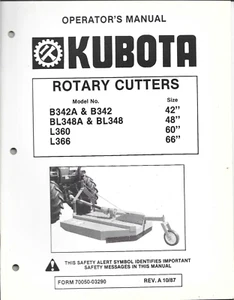 OPERATOR'S MANUAL
KUBOTA
ROTARY CUTTERS
Model No. Size
B342A & B342 42"
BL348A & BL348 48"
L360 60"
L366 66"
THIS SAFETY ALERT SYMBOL IDENTIFIES IMPORTANT
SAFETY MESSAGES IN THIS MANUAL
FORM 70050-03290 REV. A 10/87